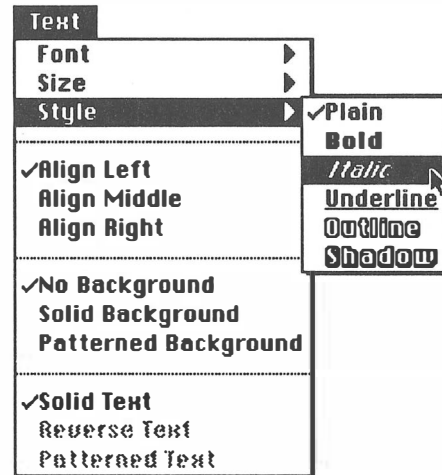 Text
Font
Size
Style
✓Plain
Bold
Italic
Underline
Outline
Shadow
✓Align Left
Align Middle
Align Right
✓No Background
Solid Background
Patterned Background
✓Solid Text
Reverse Text
Patterned Text